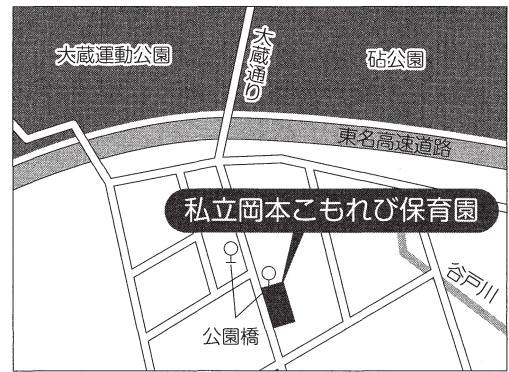 大蔵運動公園
大蔵通り
砧公園
東名高速道路
私立岡本こもれび保育園
谷戸川
公園橋